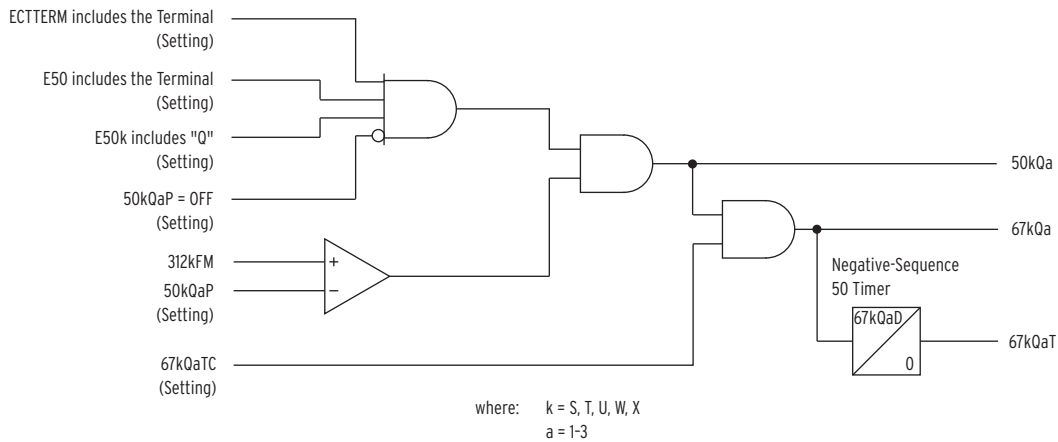 ECTTERM includes the Terminal
(Setting)
E50 includes the Terminal
(Setting)
E50k includes "Q"
(Setting)
50kQaP = OFF
(Setting)
312kFM
50kQaP
(Setting)
67kQaTC
(Setting)
+
–
50kQa
67kQa
Negative-Sequence
50 Timer
67kQaD
0
67kQaT
where: k = S, T, U, W, X
a = 1–3